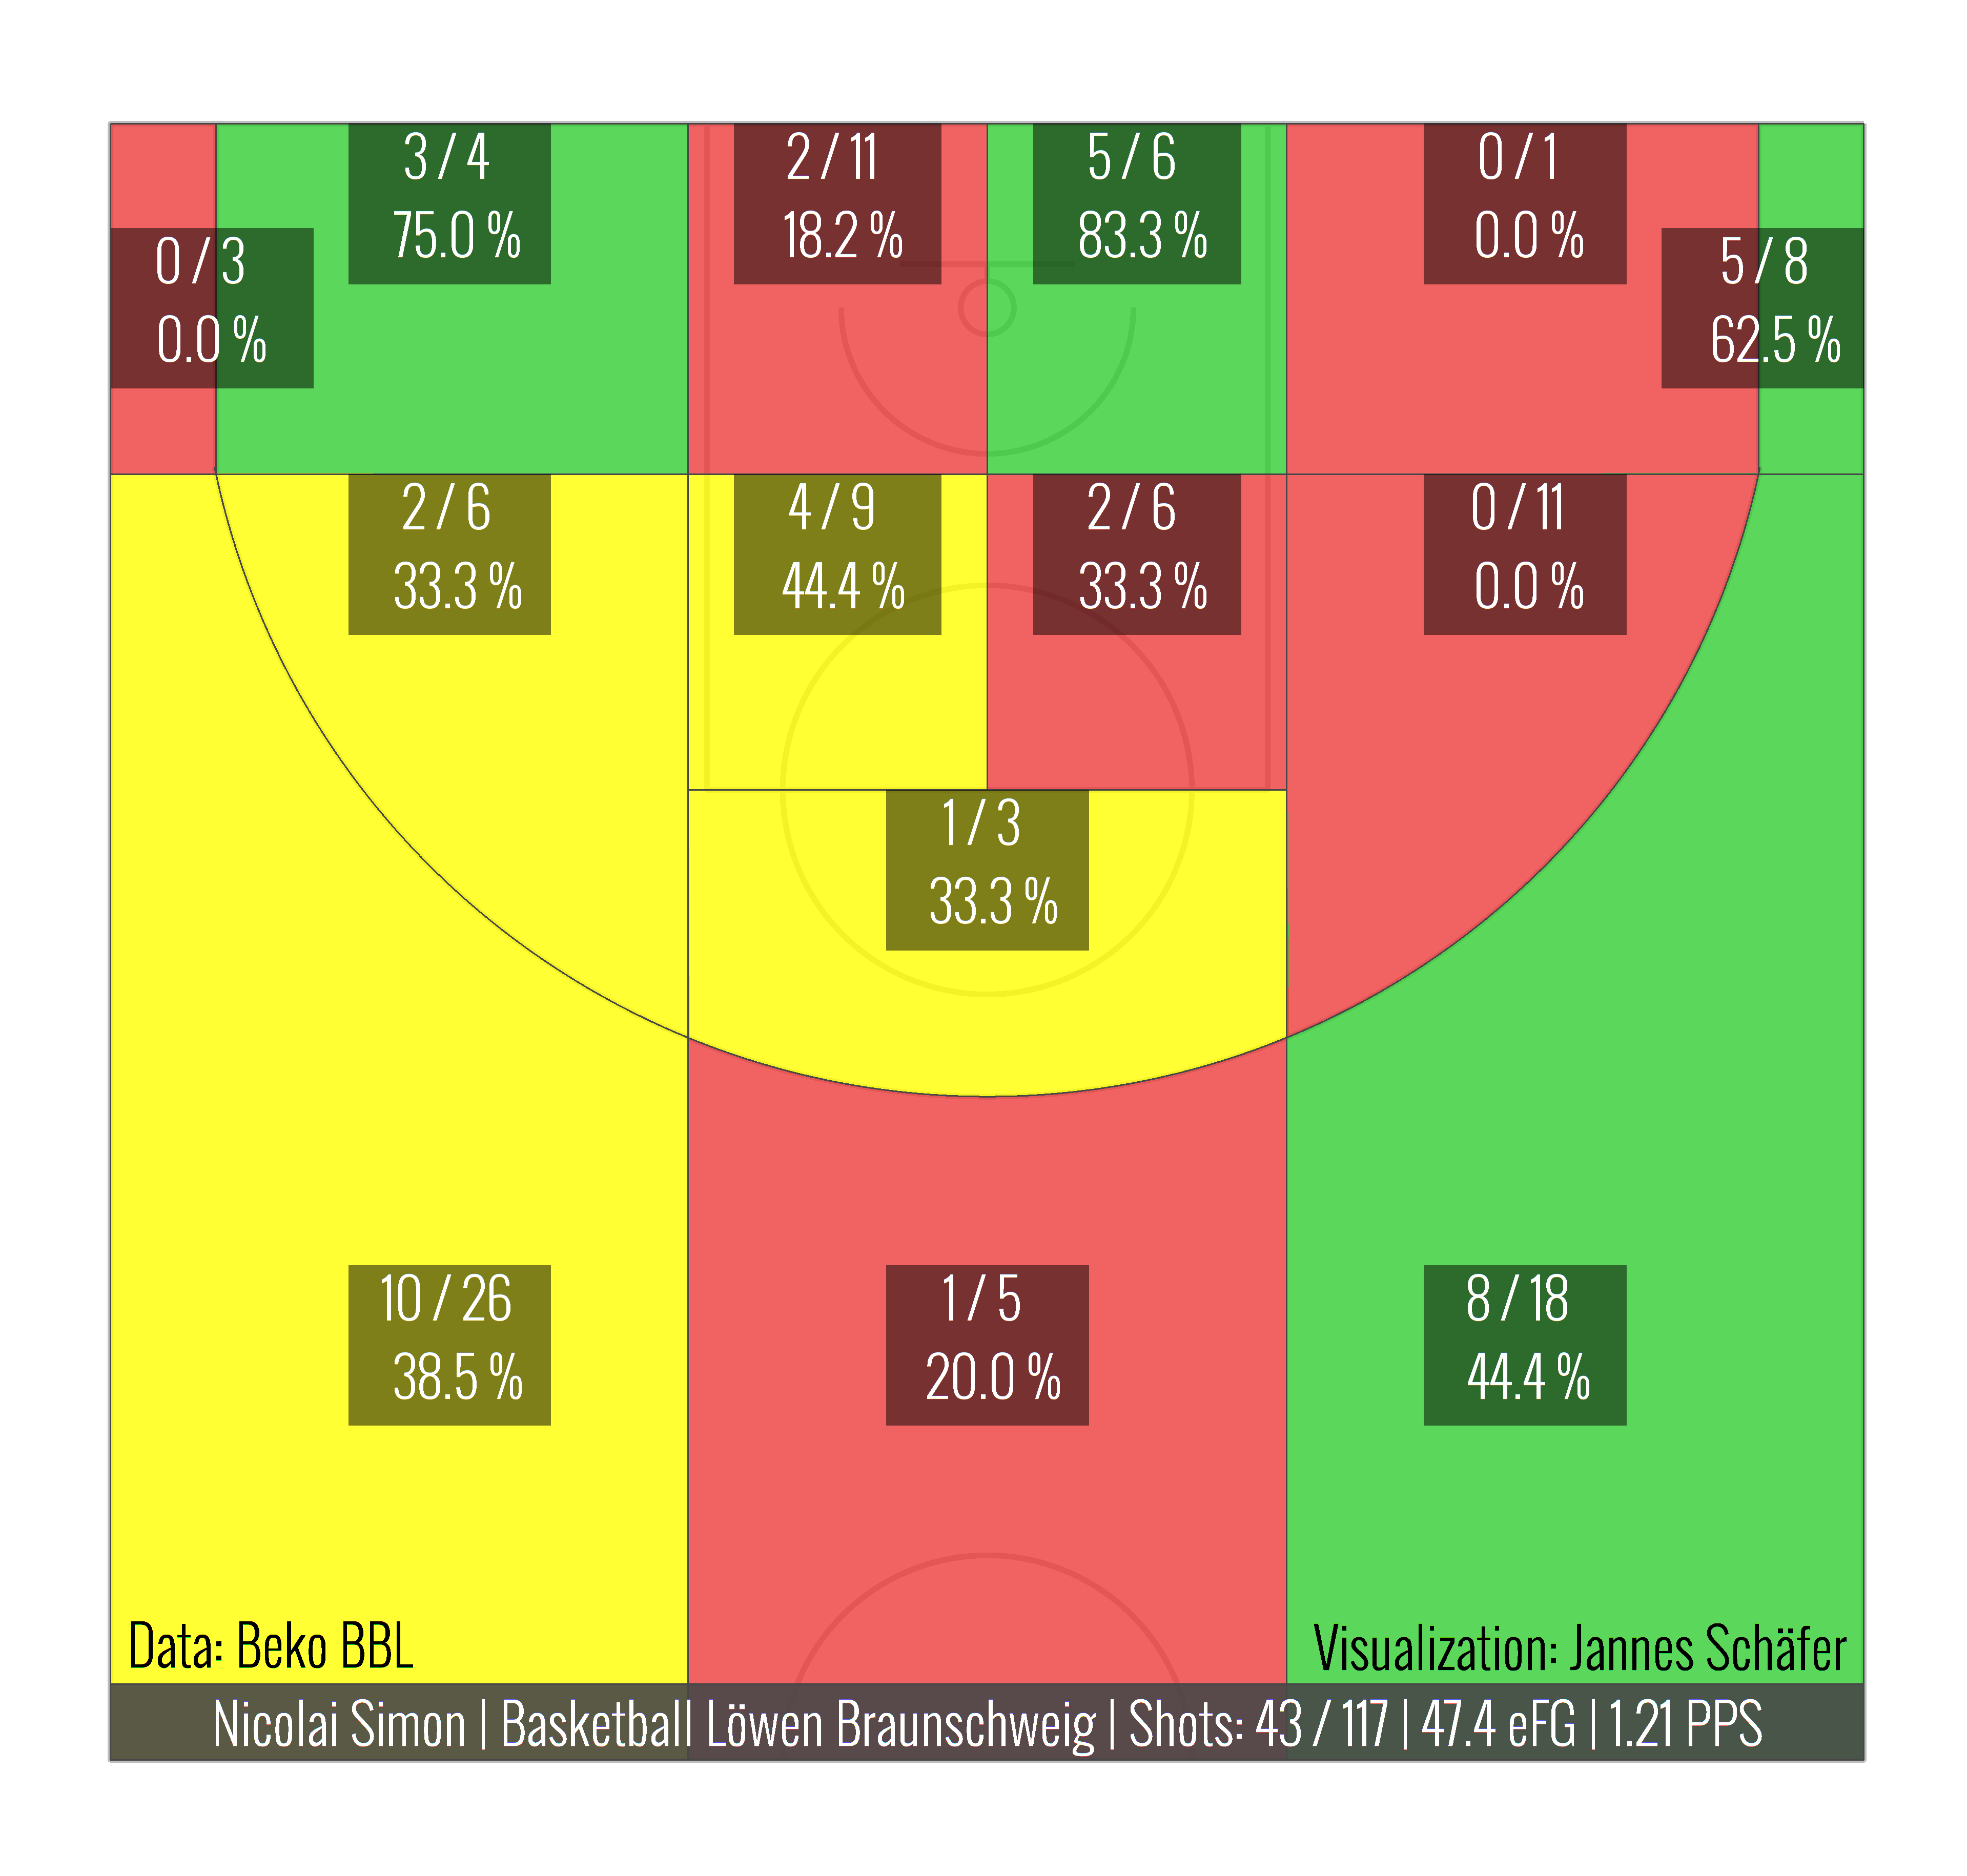 3 / 4
75.0 %
2 / 11
18.2 %
5 / 6
83.3 %
0 / 1
0.0 %
0 / 3
0.0 %
5 / 8
62.5 %
2 / 6
33.3 %
4 / 9
44.4 %
2 / 6
33.3 %
0 / 11
0.0 %
1 / 3
33.3 %
10 / 26
38.5 %
1 / 5
20.0 %
8 / 18
44.4 %
Data: Beko BBL
Visualization: Jannes Schäfer
Nicolai Simon | Basketball Löwen Braunschweig | Shots: 43 / 117 | 47.4 eFG | 1.21 PPS